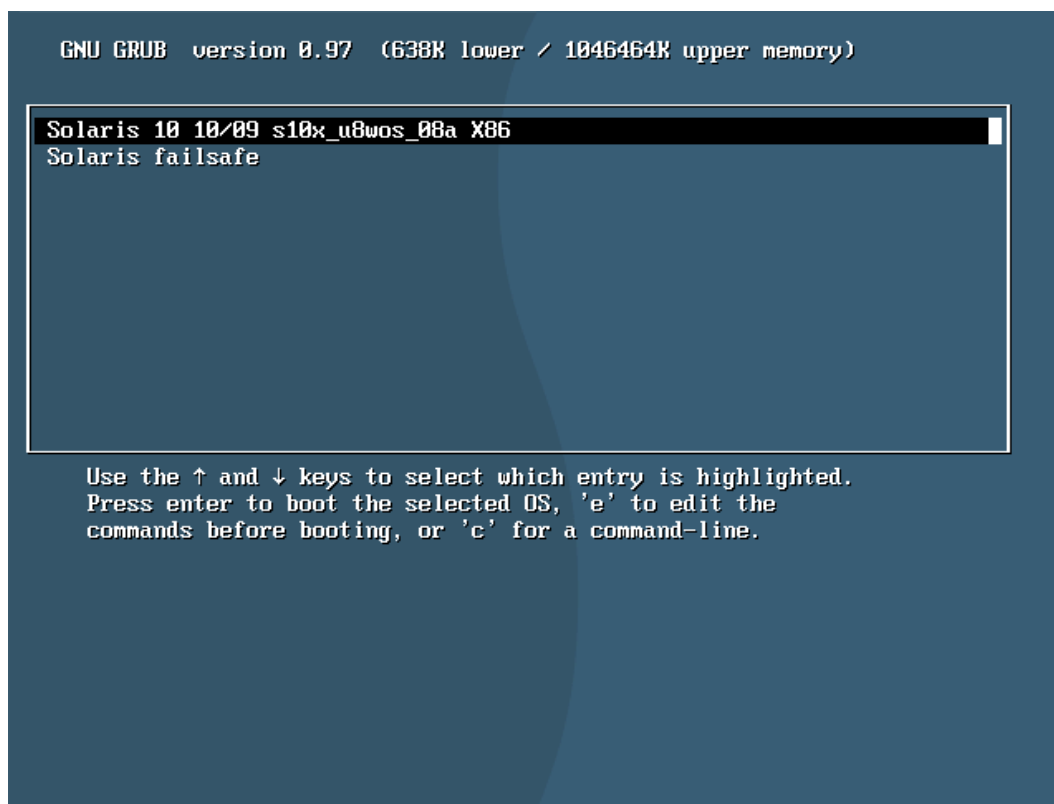 GNU GRUB  version 0.97  (638K lower / 1046464K upper memory)
Solaris 10 10/09 s10x_u8wos_08a X86
Solaris failsafe
Use the ↑ and ↓ keys to select which entry is highlighted.
Press enter to boot the selected OS, 'e' to edit the
commands before booting, or 'c' for a command-line.